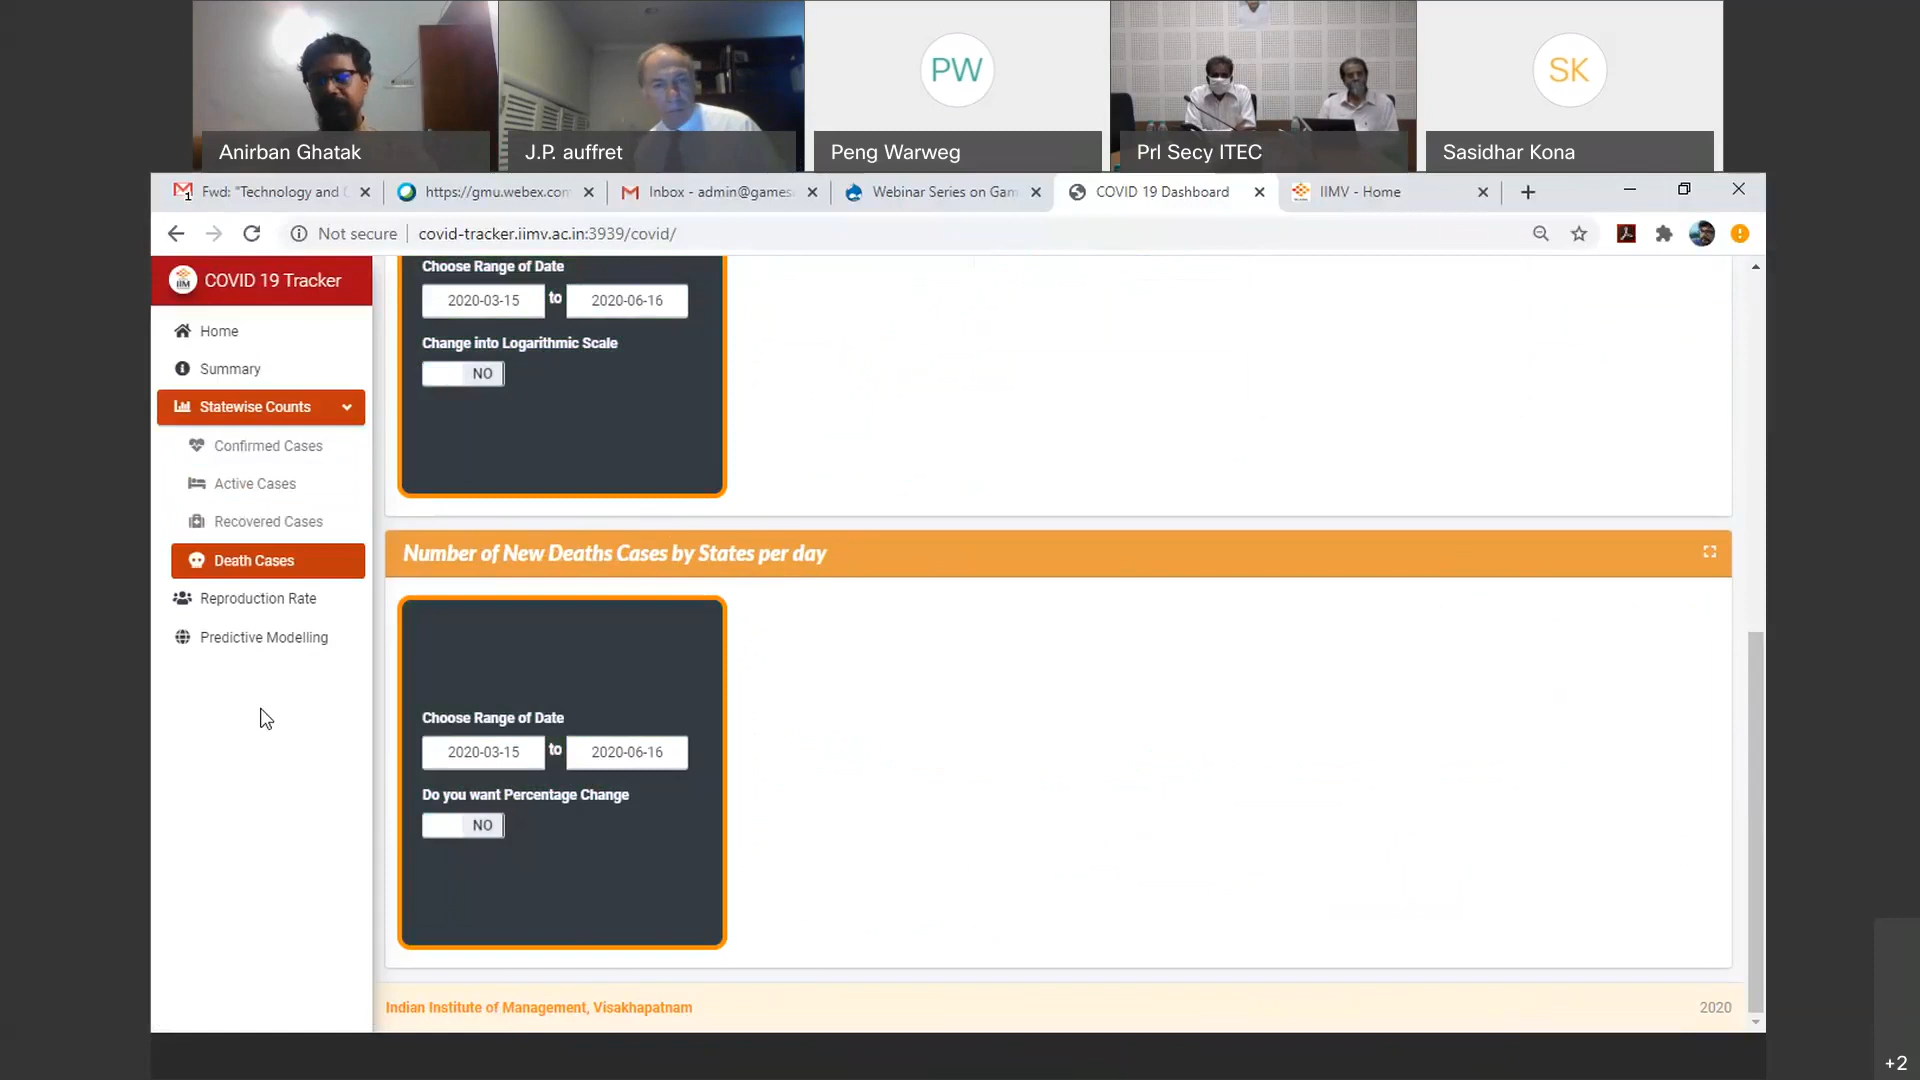 PW
SK
Anirban Ghatak
J.P. auffret
Peng Warweg
Prl Secy ITEC
Sasidhar Kona
Fwd: "Technology and
https://gmu.webex.com
Inbox - admin@games
Webinar Series on Gam
COVID 19 Dashboard
IIMV - Home
Not secure
covid-tracker.iimv.ac.in:3939/covid/
IIM
COVID 19 Tracker
Home
Summary
Statewise Counts
Confirmed Cases
Active Cases
Recovered Cases
Death Cases
Reproduction Rate
Predictive Modelling
Choose Range of Date
2020-03-15 to 2020-06-16
Change into Logarithmic Scale
NO
Number of New Deaths Cases by States per day
Choose Range of Date
2020-03-15 to 2020-06-16
Do you want Percentage Change
NO
Indian Institute of Management, Visakhapatnam
2020
+2